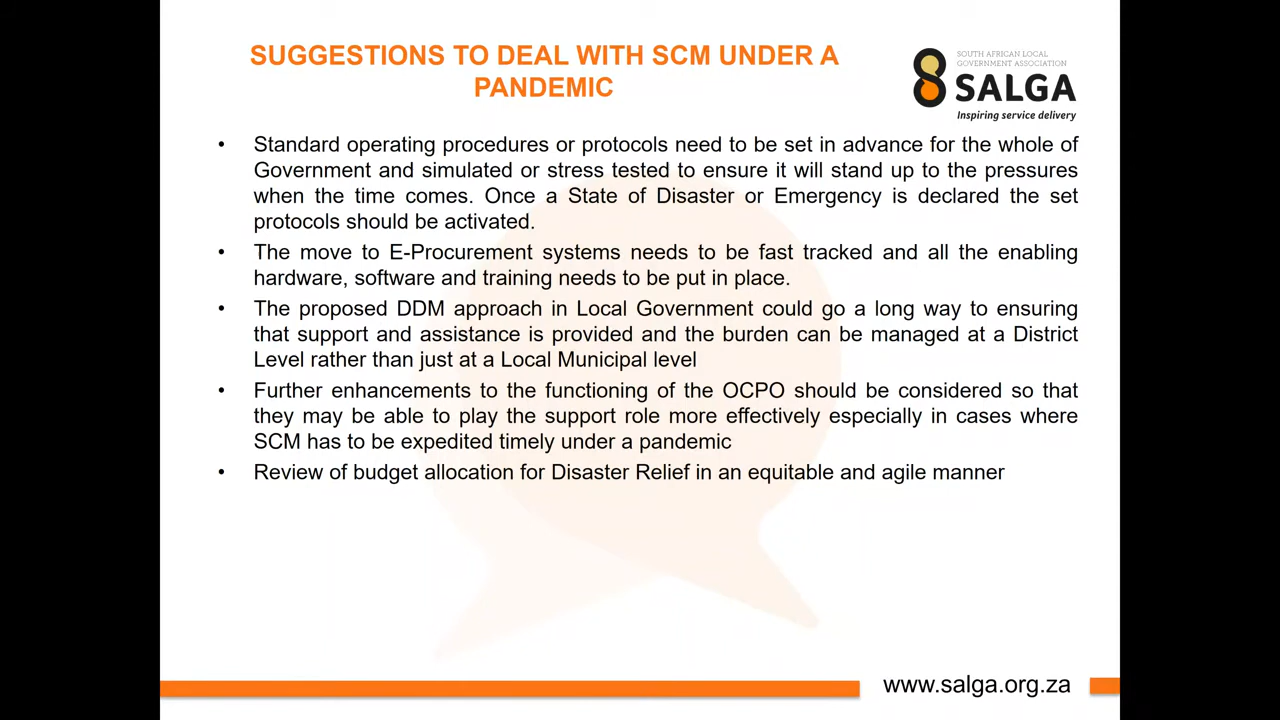 SUGGESTIONS TO DEAL WITH SCM UNDER A
PANDEMIC
SOUTH AFRICAN LOCAL
GOVERNMENT ASSOCIATION
SALGA
Inspiring service delivery
• Standard operating procedures or protocols need to be set in advance for the whole of
Government and simulated or stress tested to ensure it will stand up to the pressures
when the time comes. Once a State of Disaster or Emergency is declared the set
protocols should be activated.
• The move to E-Procurement systems needs to be fast tracked and all the enabling
hardware, software and training needs to be put in place.
• The proposed DDM approach in Local Government could go a long way to ensuring
that support and assistance is provided and the burden can be managed at a District
Level rather than just at a Local Municipal level
• Further enhancements to the functioning of the OCPO should be considered so that
they may be able to play the support role more effectively especially in cases where
SCM has to be expedited timely under a pandemic
• Review of budget allocation for Disaster Relief in an equitable and agile manner
www.salga.org.za